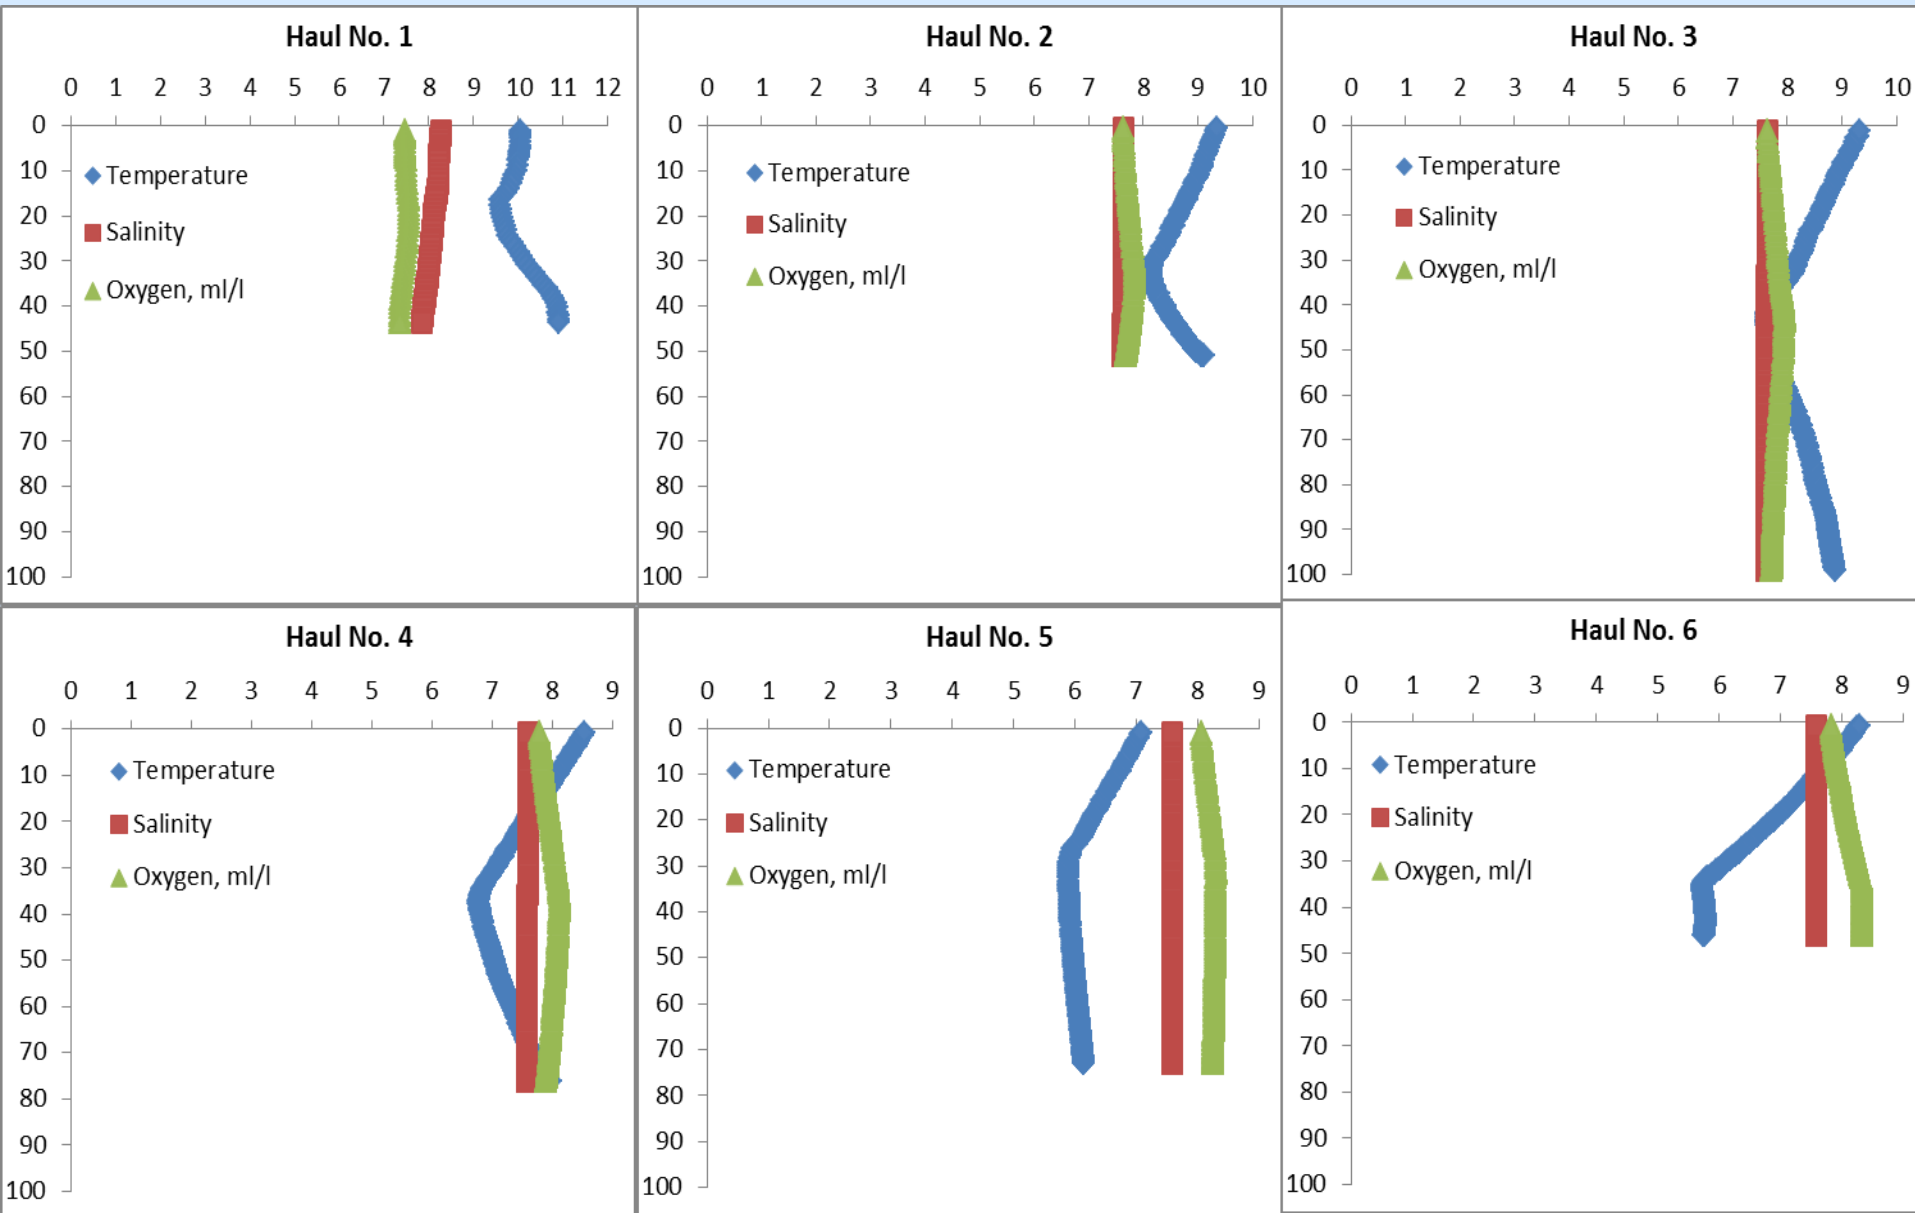 Haul No. 1
0 1 2 3 4 5 6 7 8 9 10 11 12
0
10
Temperature
20
Salinity
30
Oxygen, ml/l
40
50
60
70
80
90
100
Haul No. 2
0 1 2 3 4 5 6 7 8 9 10
0
10
Temperature
20
Salinity
30
Oxygen, ml/l
40
50
60
70
80
90
100
Haul No. 3
0 1 2 3 4 5 6 7 8 9 10
0
10
Temperature
20
Salinity
30
Oxygen, ml/l
40
50
60
70
80
90
100
Haul No. 4
0 1 2 3 4 5 6 7 8 9
0
10
Temperature
20
Salinity
30
Oxygen, ml/l
40
50
60
70
80
90
100
Haul No. 5
0 1 2 3 4 5 6 7 8 9
0
10
Temperature
20
Salinity
30
Oxygen, ml/l
40
50
60
70
80
90
100
Haul No. 6
0 1 2 3 4 5 6 7 8 9
0
10
Temperature
20
Salinity
30
Oxygen, ml/l
40
50
60
70
80
90
100